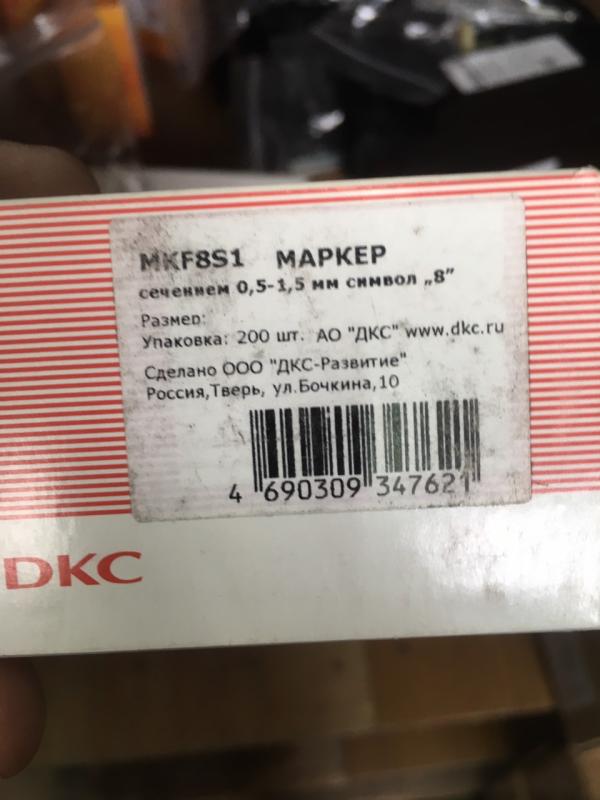 MKF8S1 МАРКЕР
сечением 0,5-1,5 мм символ „8”
Размер:
Упаковка: 200 шт. АО "ДКС" www.dkc.ru
Сделано ООО "ДКС-Развитие"
Россия,Тверь, ул.Бочкина,10
4 690309 347621
DKC